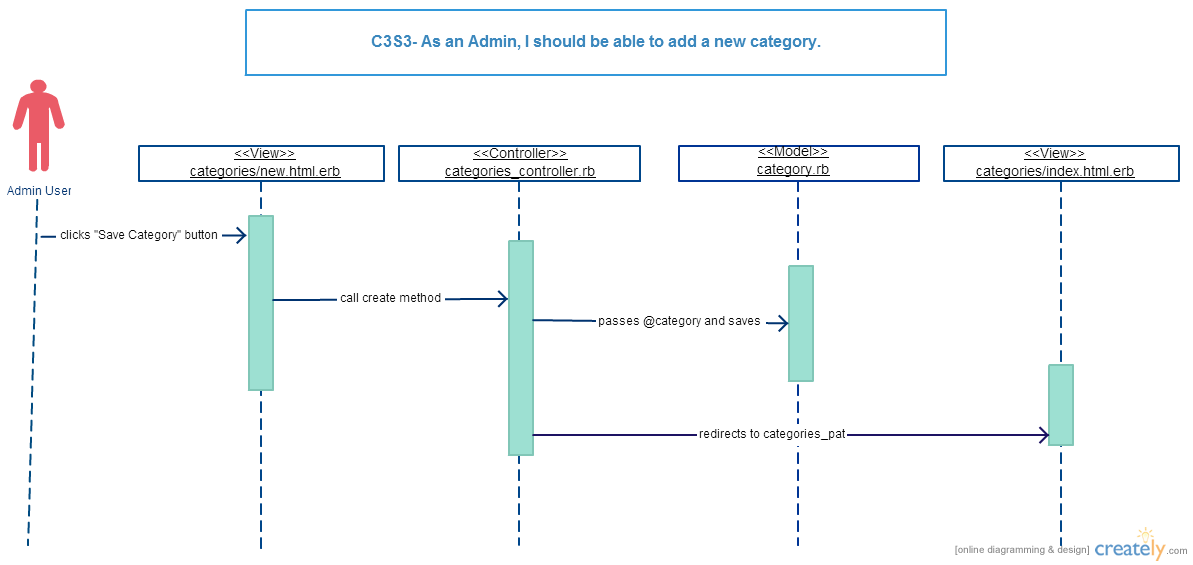 C3S3- As an Admin, I should be able to add a new category.
<<View>>
categories/new.html.erb
<<Controller>>
categories_controller.rb
<<Model>>
category.rb
<<View>>
categories/index.html.erb
Admin User
clicks "Save Category" button
call create method
passes @category and saves
redirects to categories_pat
[online diagramming & design] creately.com